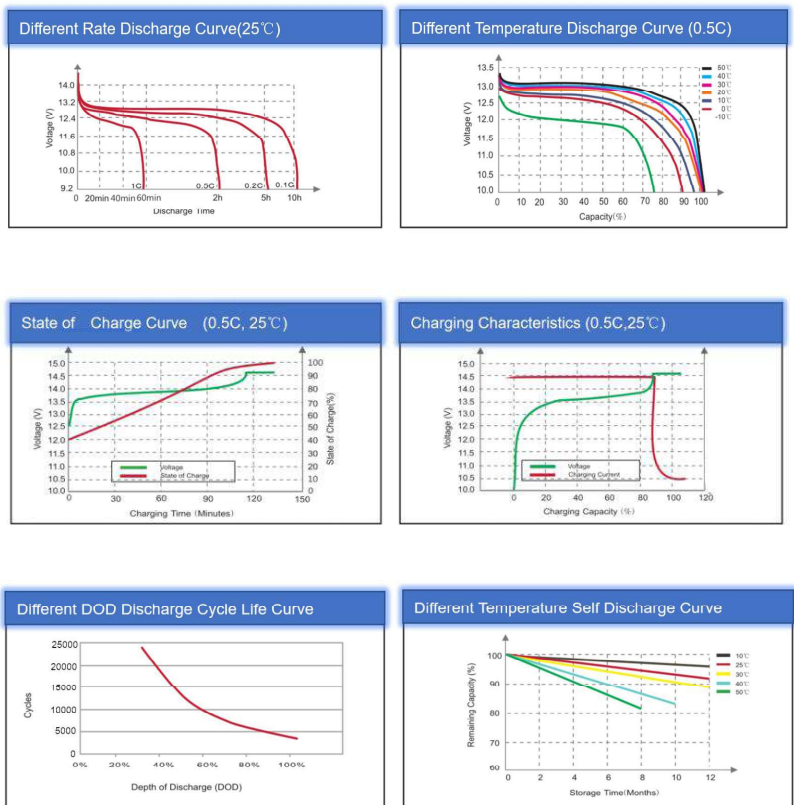 Different Rate Discharge Curve(25℃)
Voltage (V)
14.0
13.2
12.4
11.6
10.8
10.0
9.2
1C
0.5C
0.2C
0.1C
0 20min 40min 60min 2h 5h 10h
Discharge Time
Different Temperature Discharge Curve (0.5C)
Voltage (V)
13.5
13.0
12.5
12.0
11.5
11.0
10.5
10.0
50℃
40℃
30℃
20℃
10℃
0℃
-10℃
0 10 20 30 40 50 60 70 80 90 100
Capacity(%)
State of Charge Curve (0.5C, 25℃)
Voltage (V)
15.0
14.5
14.0
13.5
13.0
12.5
12.0
11.5
11.0
10.5
10.0
100
90
80
70
60
50
40
30
20
10
0
State of Charge(%)
Voltage
State of Charge
0 30 60 90 120 150
Charging Time (Minutes)
Charging Characteristics (0.5C,25℃)
Voltage (V)
15.0
14.5
14.0
13.5
13.0
12.5
12.0
11.5
11.0
10.5
10.0
Voltage
Charging Current
0 20 40 60 80 100 120
Charging Capacity (%)
Different DOD Discharge Cycle Life Curve
Cycles
25000
20000
15000
10000
5000
0
0% 20% 40% 60% 80% 100%
Depth of Discharge (DOD)
Different Temperature Self Discharge Curve
Remaining Capacity (%)
100
90
80
70
60
10℃
25℃
30℃
40℃
50℃
0 2 4 6 8 10 12
Storage Time(Months)